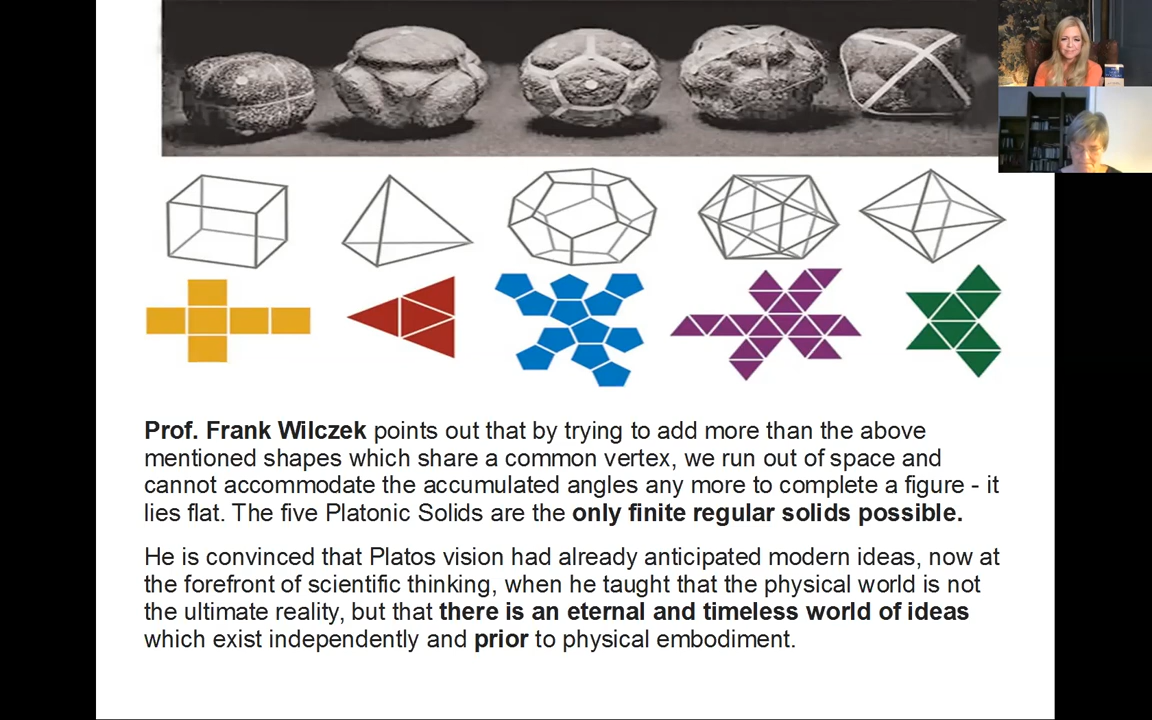 Prof. Frank Wilczek points out that by trying to add more than the above
mentioned shapes which share a common vertex, we run out of space and
cannot accommodate the accumulated angles any more to complete a figure - it
lies flat. The five Platonic Solids are the only finite regular solids possible.
He is convinced that Platos vision had already anticipated modern ideas, now at
the forefront of scientific thinking, when he taught that the physical world is not
the ultimate reality, but that there is an eternal and timeless world of ideas
which exist independently and prior to physical embodiment.